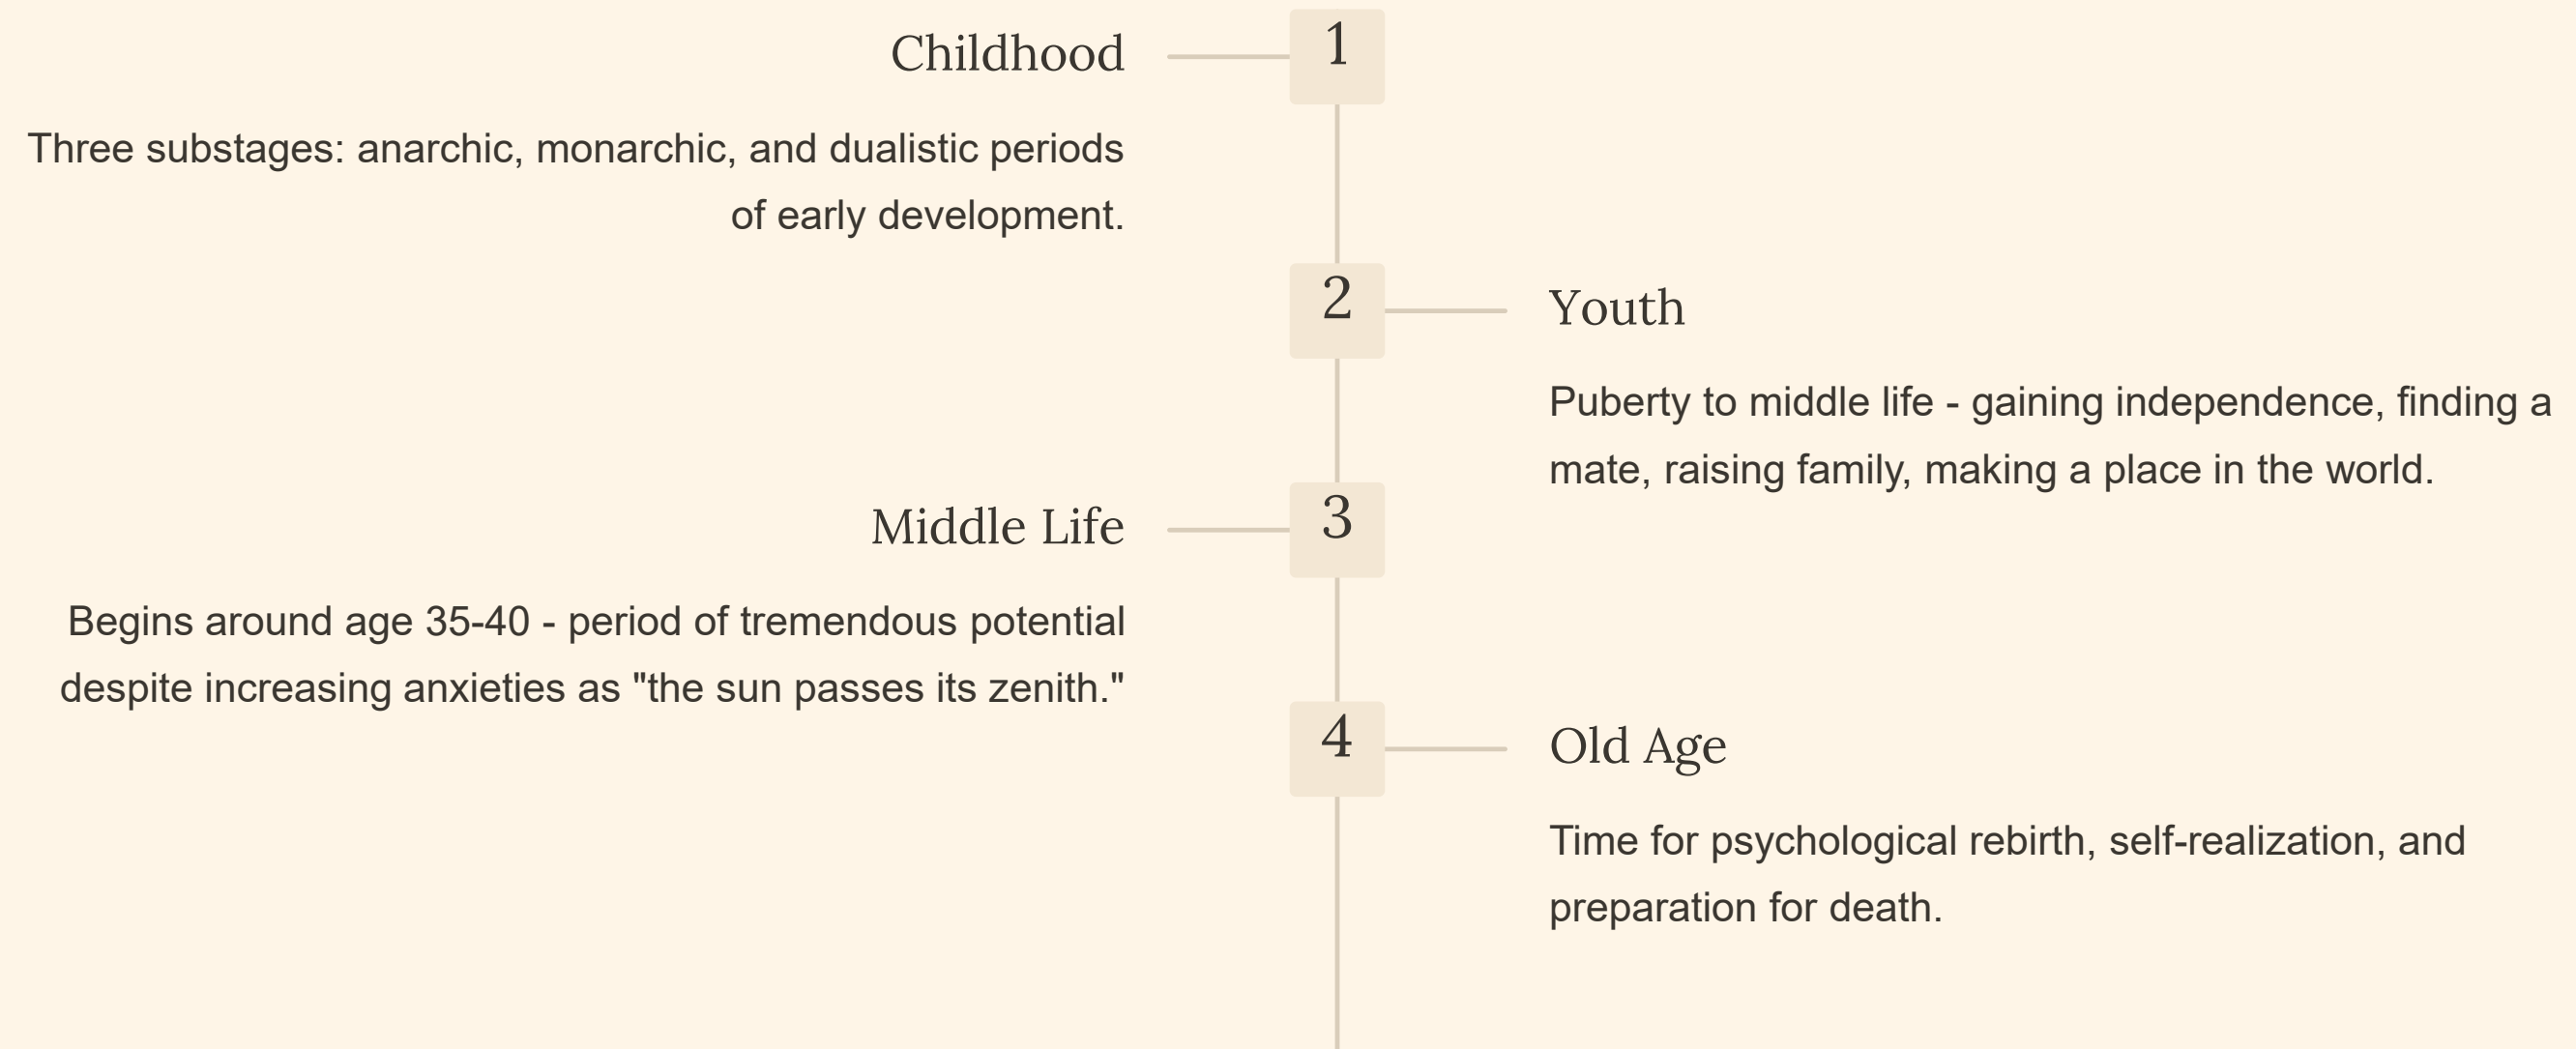 1
Childhood
Three substages: anarchic, monarchic, and dualistic periods
of early development.
2
Youth
Puberty to middle life - gaining independence, finding a
mate, raising family, making a place in the world.
3
Middle Life
Begins around age 35-40 - period of tremendous potential
despite increasing anxieties as "the sun passes its zenith."
4
Old Age
Time for psychological rebirth, self-realization, and
preparation for death.